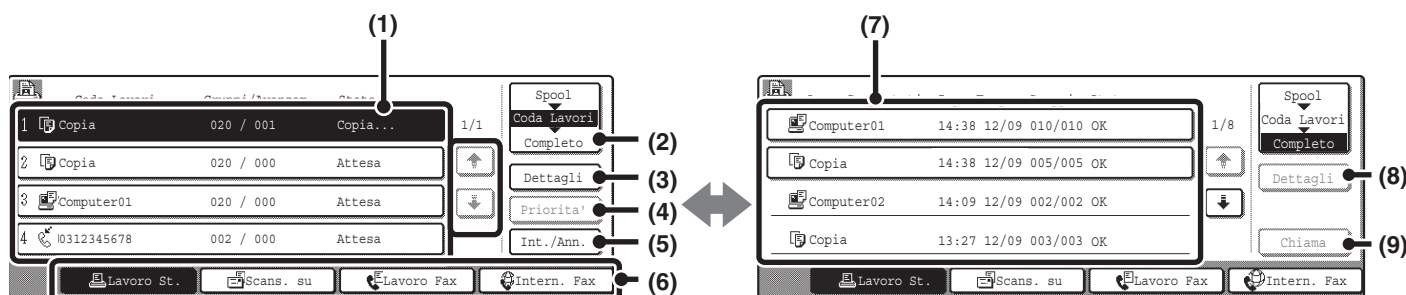 (1)
1 Copia 020 / 001 Copia...
2 Copia 020 / 000 Attesa
3 Computer01 020 / 000 Attesa
4 0312345678 002 / 000 Attesa
1/1
Spool
Coda Lavori
Completo
(2)
Dettagli
(3)
Priorita'
(4)
Int./Ann.
(5)
Lavoro St. Scans. su Lavoro Fax Intern. Fax
(6)
(7)
Computer01 14:38 12/09 010/010 OK
Copia 14:38 12/09 005/005 OK
Computer02 14:09 12/09 002/002 OK
Copia 13:27 12/09 003/003 OK
1/8
Spool
Coda Lavori
Completo
Dettagli
(8)
Chiama
(9)
Lavoro St. Scans. su Lavoro Fax Intern. Fax